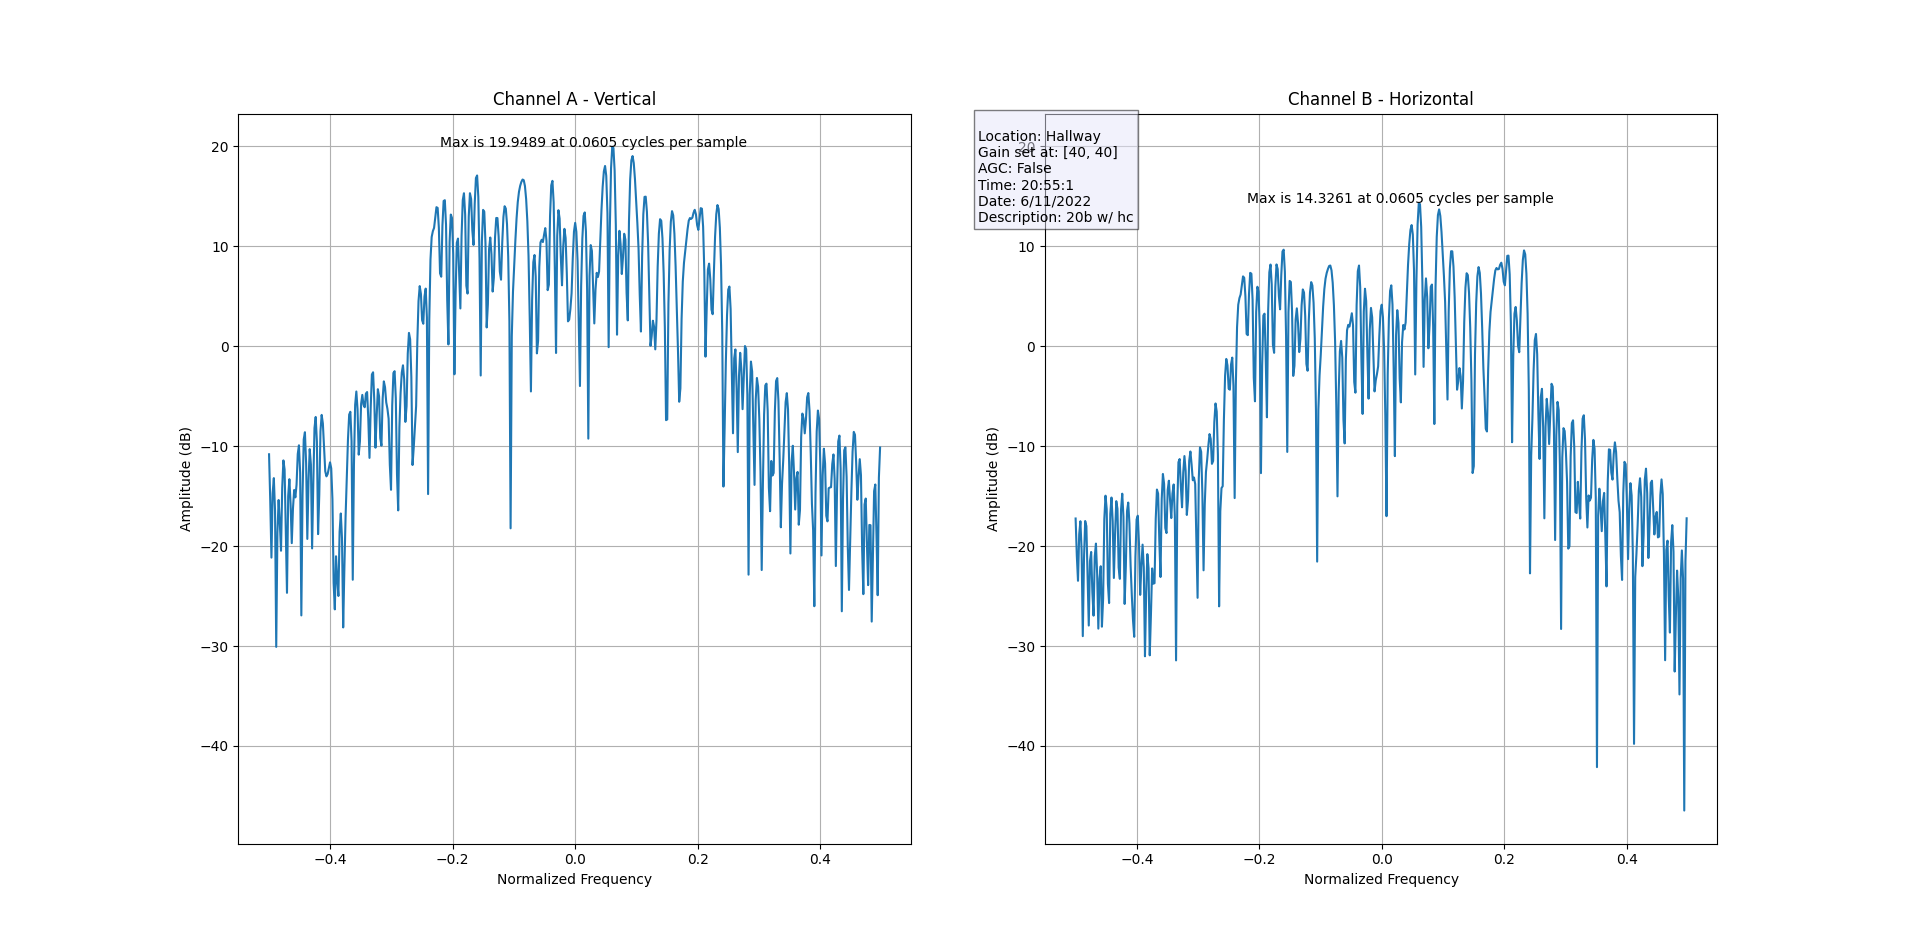 Channel A - Vertical
Max is 19.9489 at 0.0605 cycles per sample
20
10
0
−10
−20
−30
−40
Amplitude (dB)
−0.4 −0.2 0.0 0.2 0.4
Normalized Frequency
Channel B - Horizontal
Location: Hallway
Gain set at: [40, 40]
AGC: False
Time: 20:55:1
Date: 6/11/2022
Description: 20b w/ hc
Max is 14.3261 at 0.0605 cycles per sample
20
10
0
−10
−20
−30
−40
Amplitude (dB)
−0.4 −0.2 0.0 0.2 0.4
Normalized Frequency